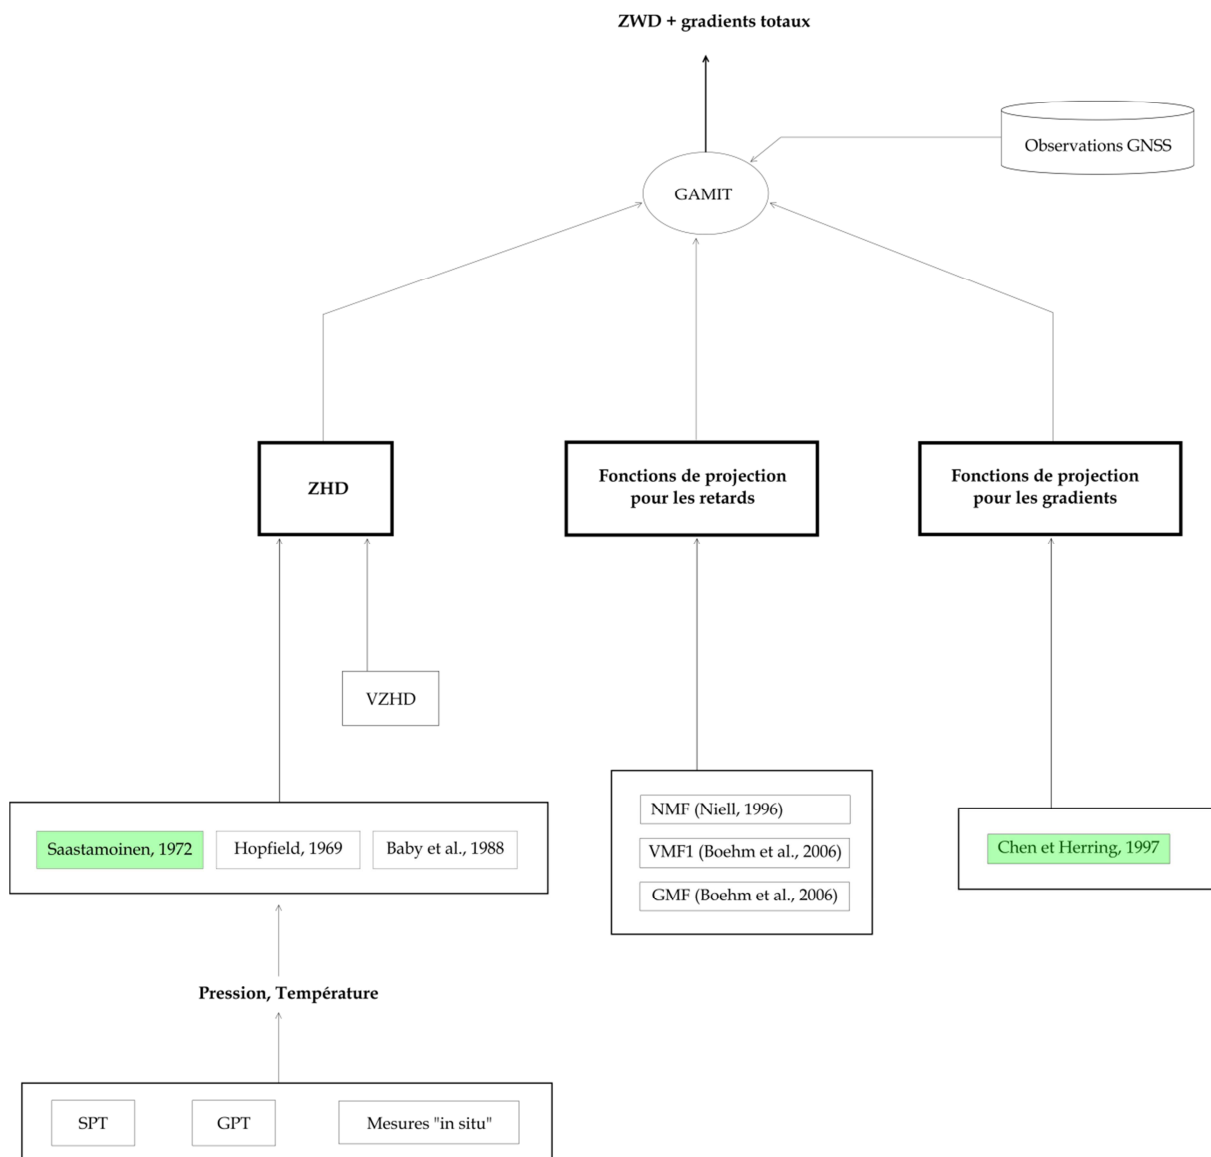 ZWD + gradients totaux
Observations GNSS
GAMIT
ZHD
Fonctions de projection
pour les retards
Fonctions de projection
pour les gradients
VZHD
Saastamoinen, 1972
Hopfield, 1969
Baby et al., 1988
NMF (Niell, 1996)
VMF1 (Boehm et al., 2006)
GMF (Boehm et al., 2006)
Chen et Herring, 1997
Pression, Température
SPT
GPT
Mesures "in situ"